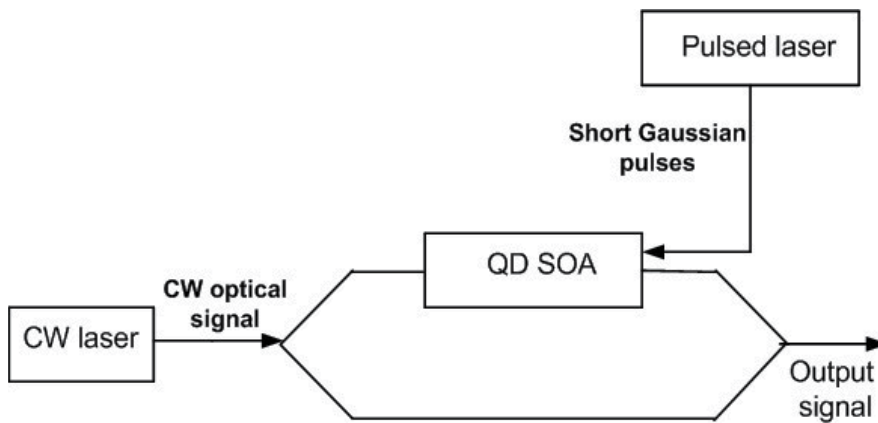 Pulsed laser
Short Gaussian
pulses
QD SOA
CW optical
signal
CW laser
Output
signal